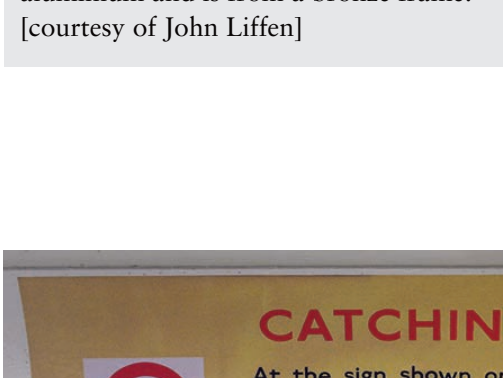 aluminium and is from a bronze frame.
[courtesy of John Liffen]
CATCHIN
At the sign shown o